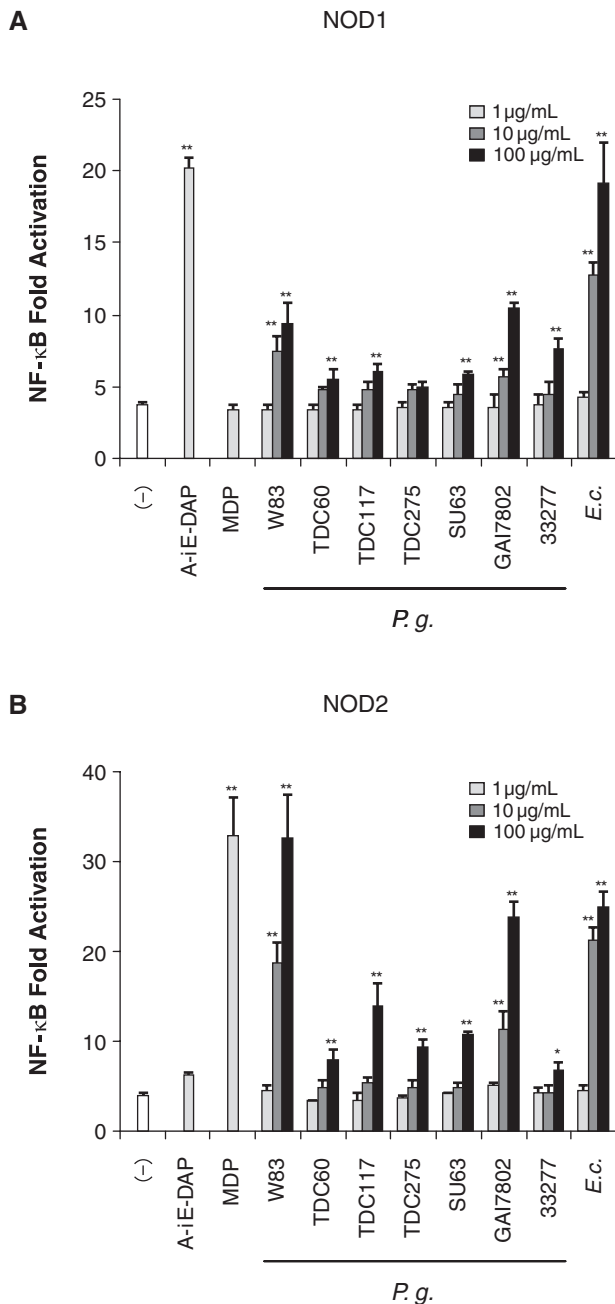 A
NOD1
NF-κB Fold Activation
25
20
15
10
5
0
1 µg/mL
10 µg/mL
100 µg/mL
**
** **
**
**
**
** **
**
** **
(−)
A-iE-DAP
MDP
W83
TDC60
TDC117
TDC275
SU63
GAI7802
33277
E.c.
P. g.
B
NOD2
NF-κB Fold Activation
40
30
20
10
0
1 µg/mL
10 µg/mL
100 µg/mL
**
** **
**
**
**
**
** **
*
** **
(−)
A-iE-DAP
MDP
W83
TDC60
TDC117
TDC275
SU63
GAI7802
33277
E.c.
P. g.